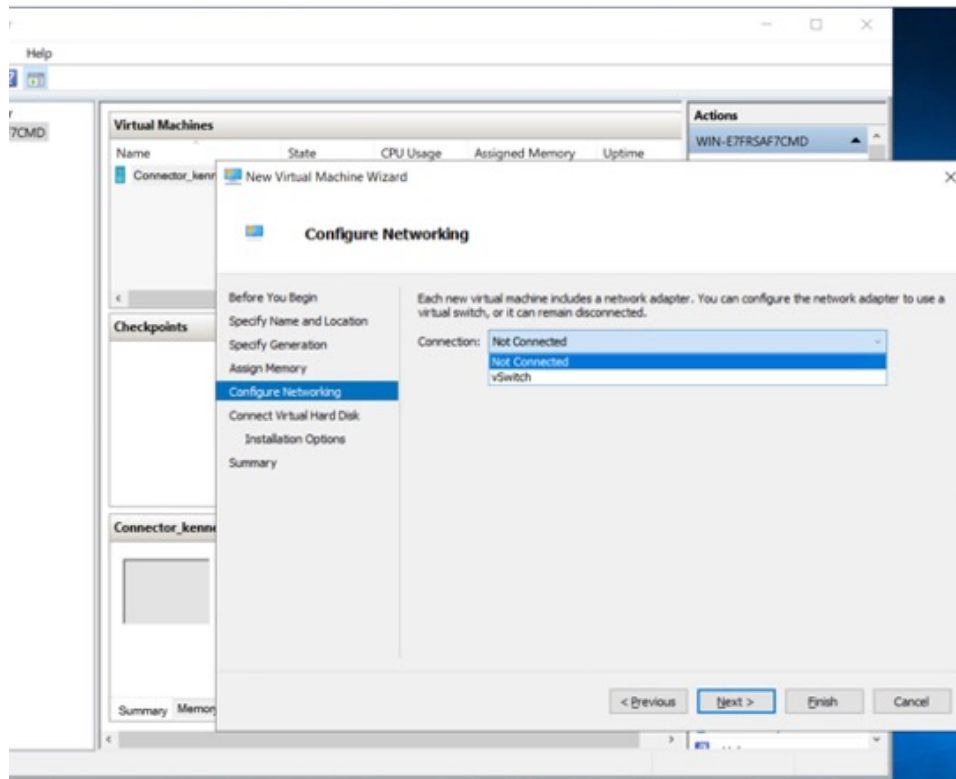 Help
7CMD
Virtual Machines
Name State CPU Usage Assigned Memory Uptime
Connector_kenn
Actions
WIN-E7FRSAF7CMD
New Virtual Machine Wizard
Configure Networking
Before You Begin
Specify Name and Location
Specify Generation
Assign Memory
Configure Networking
Connect Virtual Hard Disk
Installation Options
Summary
Each new virtual machine includes a network adapter. You can configure the network adapter to use a
virtual switch, or it can remain disconnected.
Connection: Not Connected
Not Connected
vSwitch
Checkpoints
Connector_kenne
Summary Memory
< Previous Next > Finish Cancel